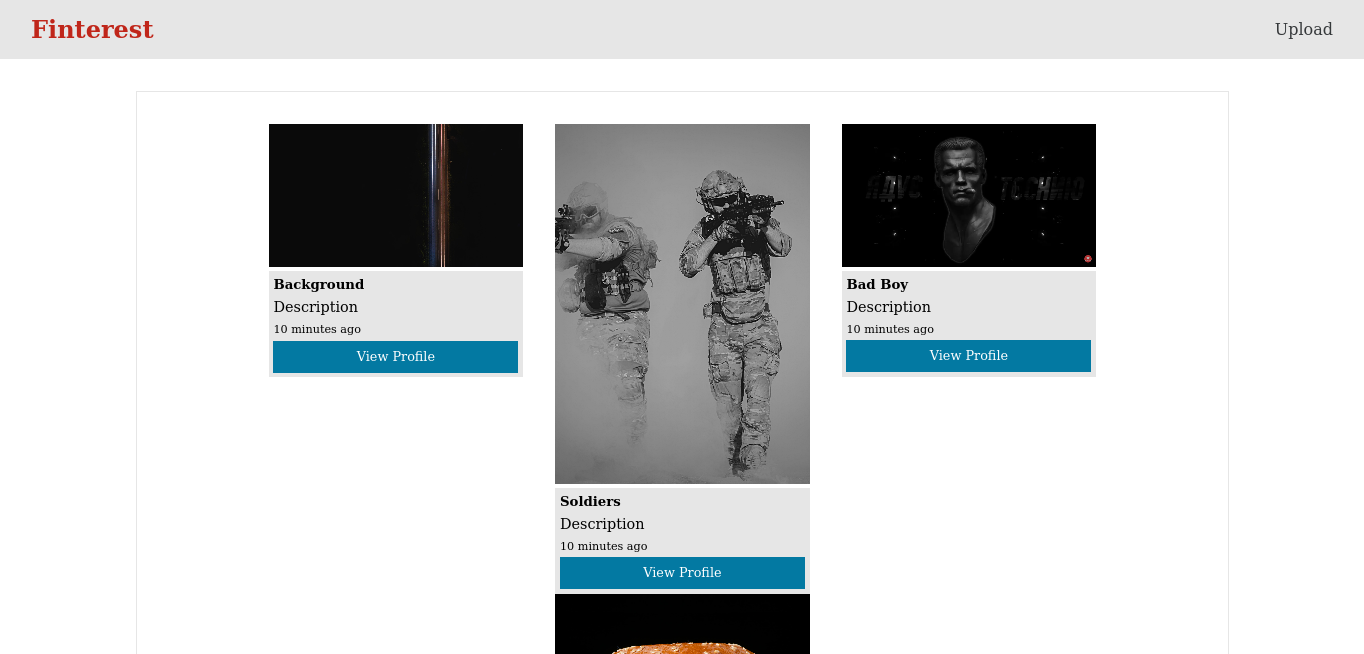 Finterest
Upload
Background
Description
10 minutes ago
View Profile
Soldiers
Description
10 minutes ago
View Profile
Bad Boy
Description
10 minutes ago
View Profile